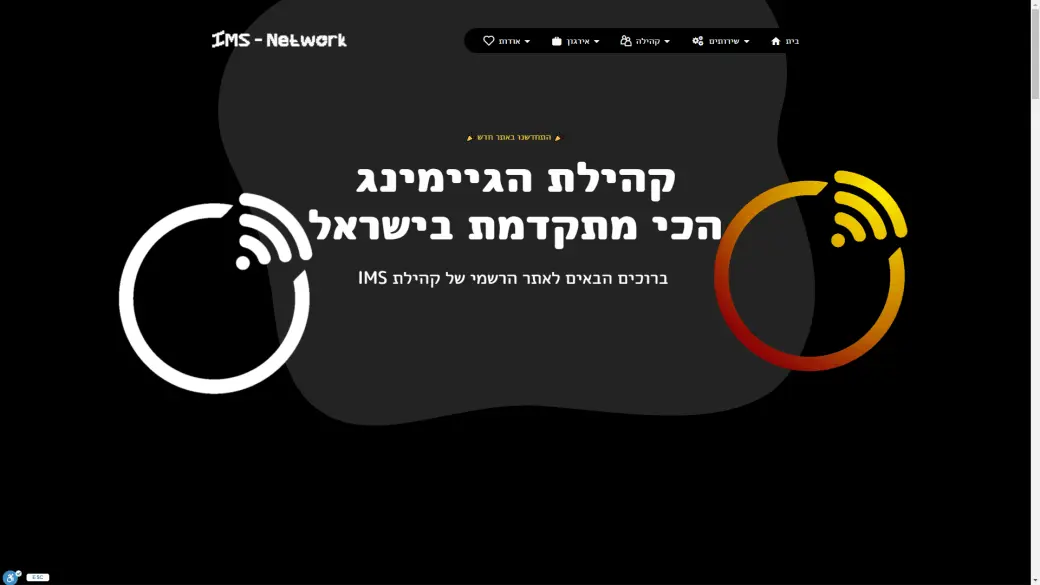 IMS - Network
בית
שירותים
קהילה
אירגון
אודות
התחדשנו באתר חדש
קהילת הגיימינג
הכי מתקדמת בישראל
ברוכים הבאים לאתר הרשמי של קהילת IMS
ESC